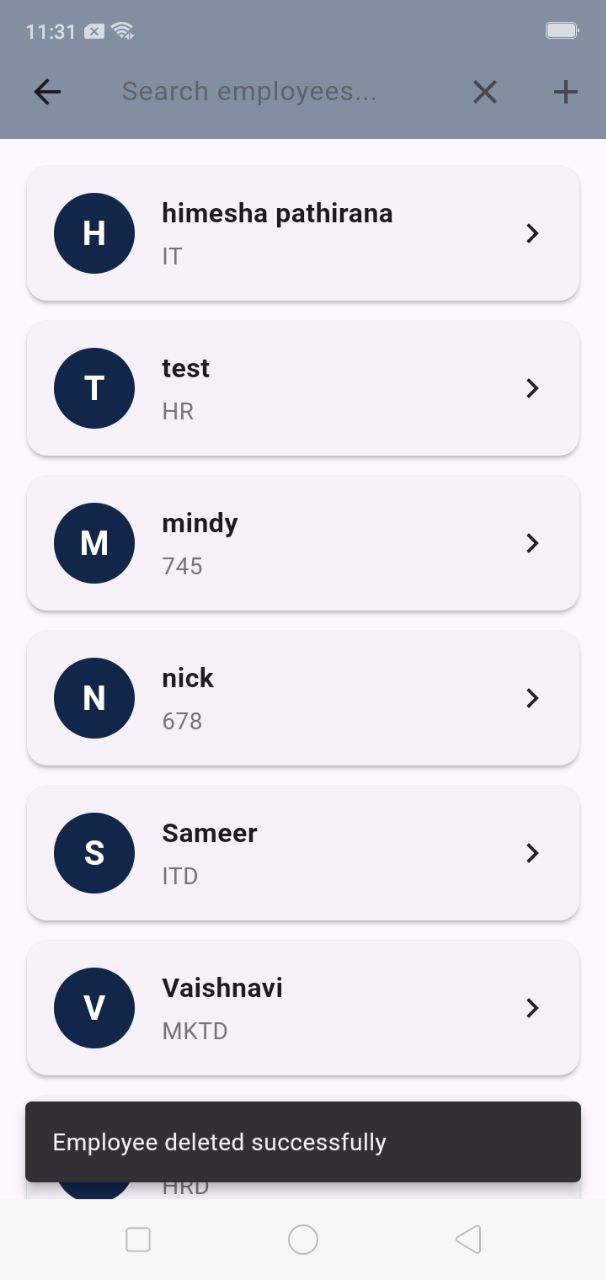 11:31
Search employees...
H
himesha pathirana
IT
T
test
HR
M
mindy
745
N
nick
678
S
Sameer
ITD
V
Vaishnavi
MKTD
Employee deleted successfully
HRD